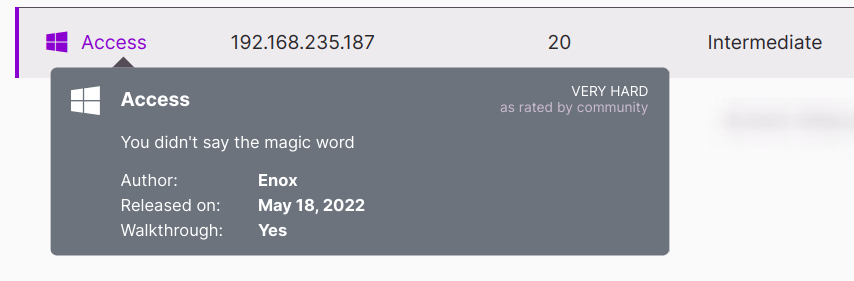 Access 192.168.235.187 20 Intermediate
Access VERY HARD
as rated by community
You didn't say the magic word
Author: Enox
Released on: May 18, 2022
Walkthrough: Yes